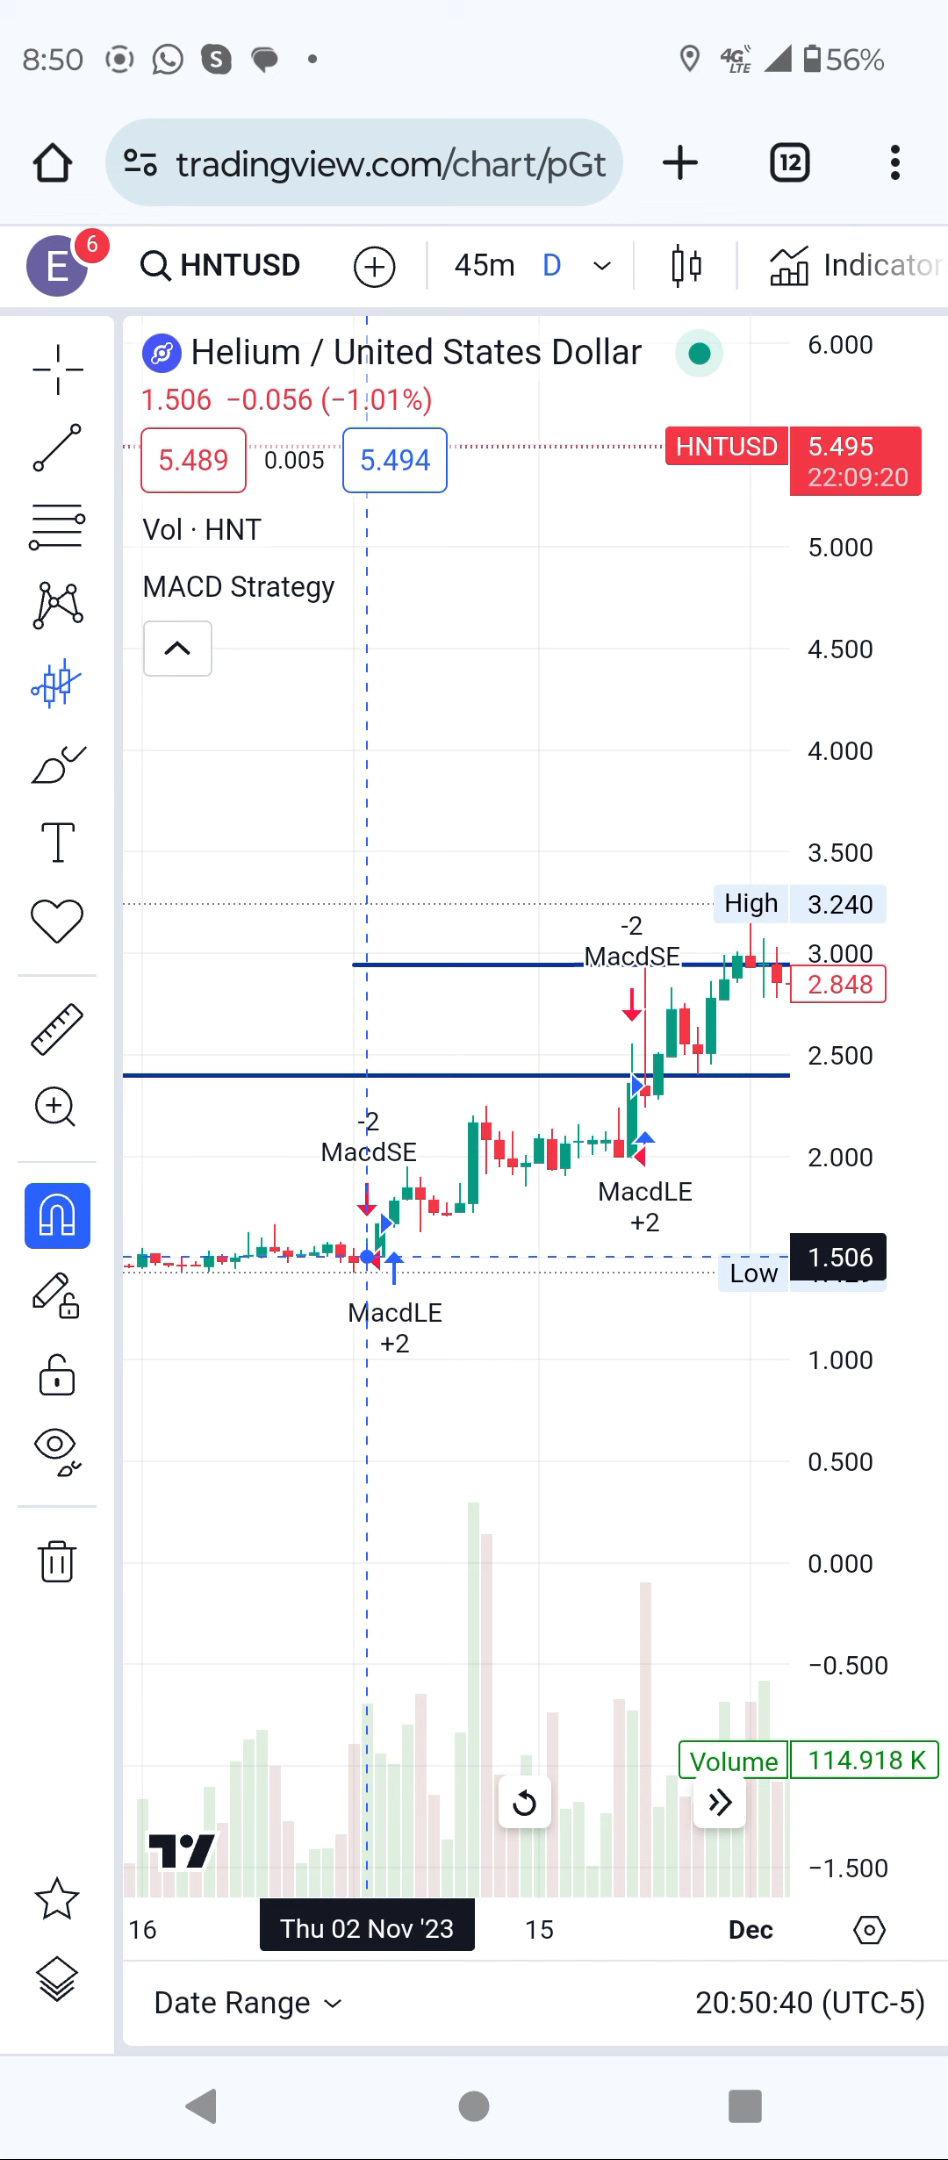 8:50
4G LTE 56%
tradingview.com/chart/pGt
12
E 6 HNTUSD 45m D Indicator
Helium / United States Dollar
1.506 −0.056 (−1.01%)
5.489 0.005 5.494
HNTUSD 5.495
22:09:20
Vol · HNT
MACD Strategy
6.000
5.000
4.500
4.000
3.500
High 3.240
3.000
2.848
2.500
2.000
1.506
Low
1.000
0.500
0.000
−0.500
Volume 114.918 K
−1.500
-2
MacdSE
-2
MacdSE
MacdLE
+2
MacdLE
+2
16 Thu 02 Nov '23 15 Dec
Date Range 20:50:40 (UTC-5)